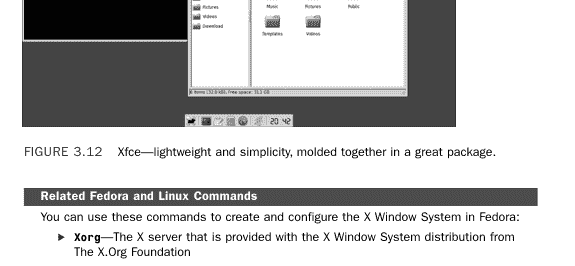 Pictures
Videos
Download
Music Pictures Public
Templates Videos
20 42
FIGURE 3.12 Xfce—lightweight and simplicity, molded together in a great package.
Related Fedora and Linux Commands
You can use these commands to create and configure the X Window System in Fedora:
Xorg—The X server that is provided with the X Window System distribution from
The X.Org Foundation